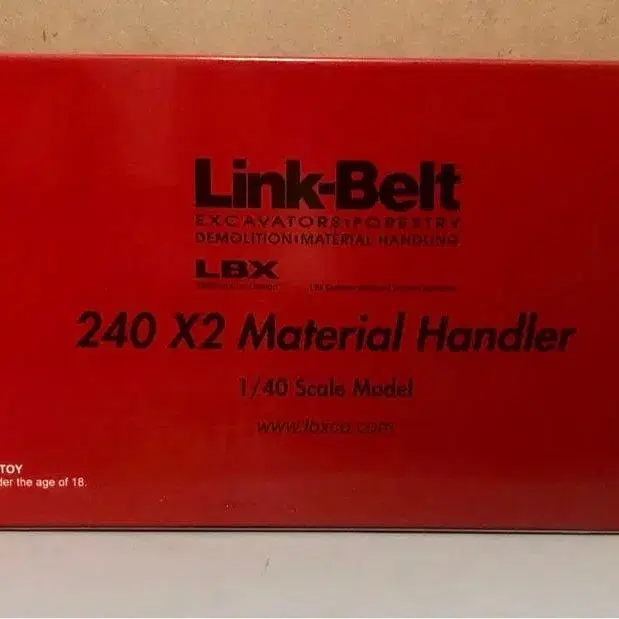 Link-Belt
EXCAVATORS•FORESTRY
DEMOLITION•MATERIAL HANDLING
LBX
240 X2 Material Handler
1/40 Scale Model
www.lbxco.com
TOY
der the age of 18.